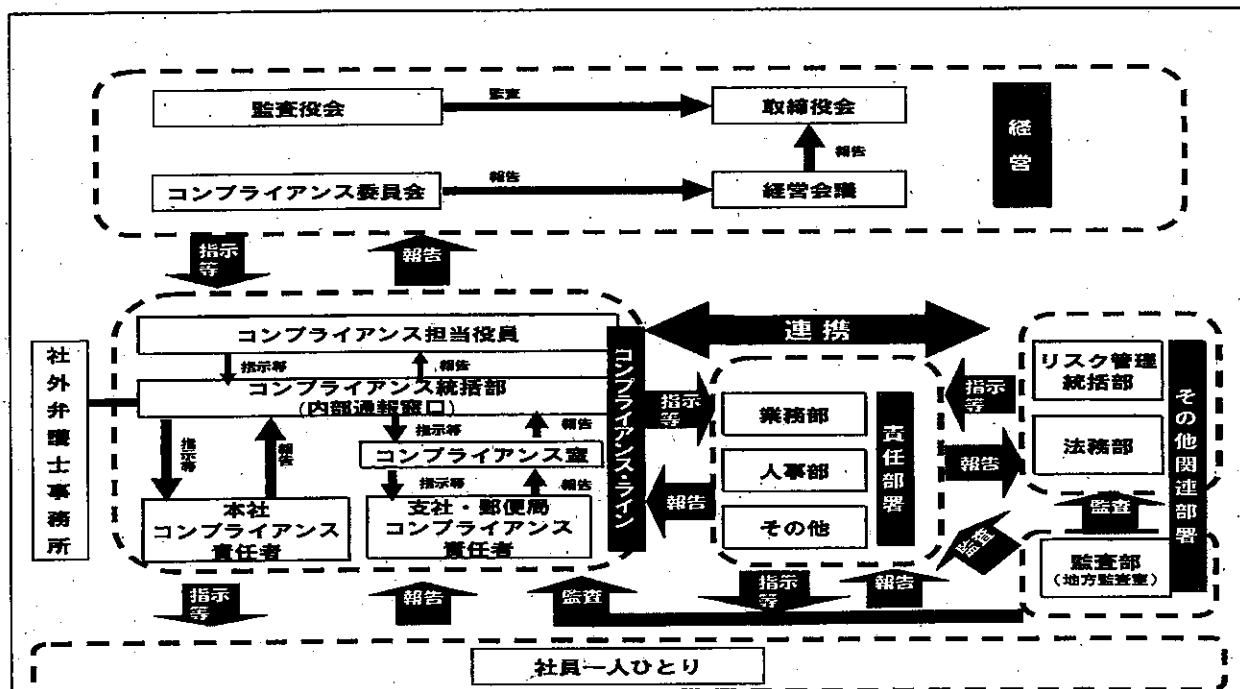 監査役会
監査
取締役会
経営
報告
コンプライアンス委員会
報告
経営会議
指示
等
報告
コンプライアンス担当役員
連携
指示等
報告
社外弁護士事務所
コンプライアンス統括部
(内部通報窓口)
コンプライアンス・ライン
指示
等
業務部
責任部署
指示
等
リスク管理
統括部
その他関連部署
指示等
報告
指示等
報告
コンプライアンス室
人事部
報告
法務部
指示等
報告
報告
本社
コンプライアンス
責任者
支社・郵便局
コンプライアンス
責任者
その他
監査
監査
監査部
(地方監査室)
指示
等
報告
監査
指示
等
報告
社員一人ひとり